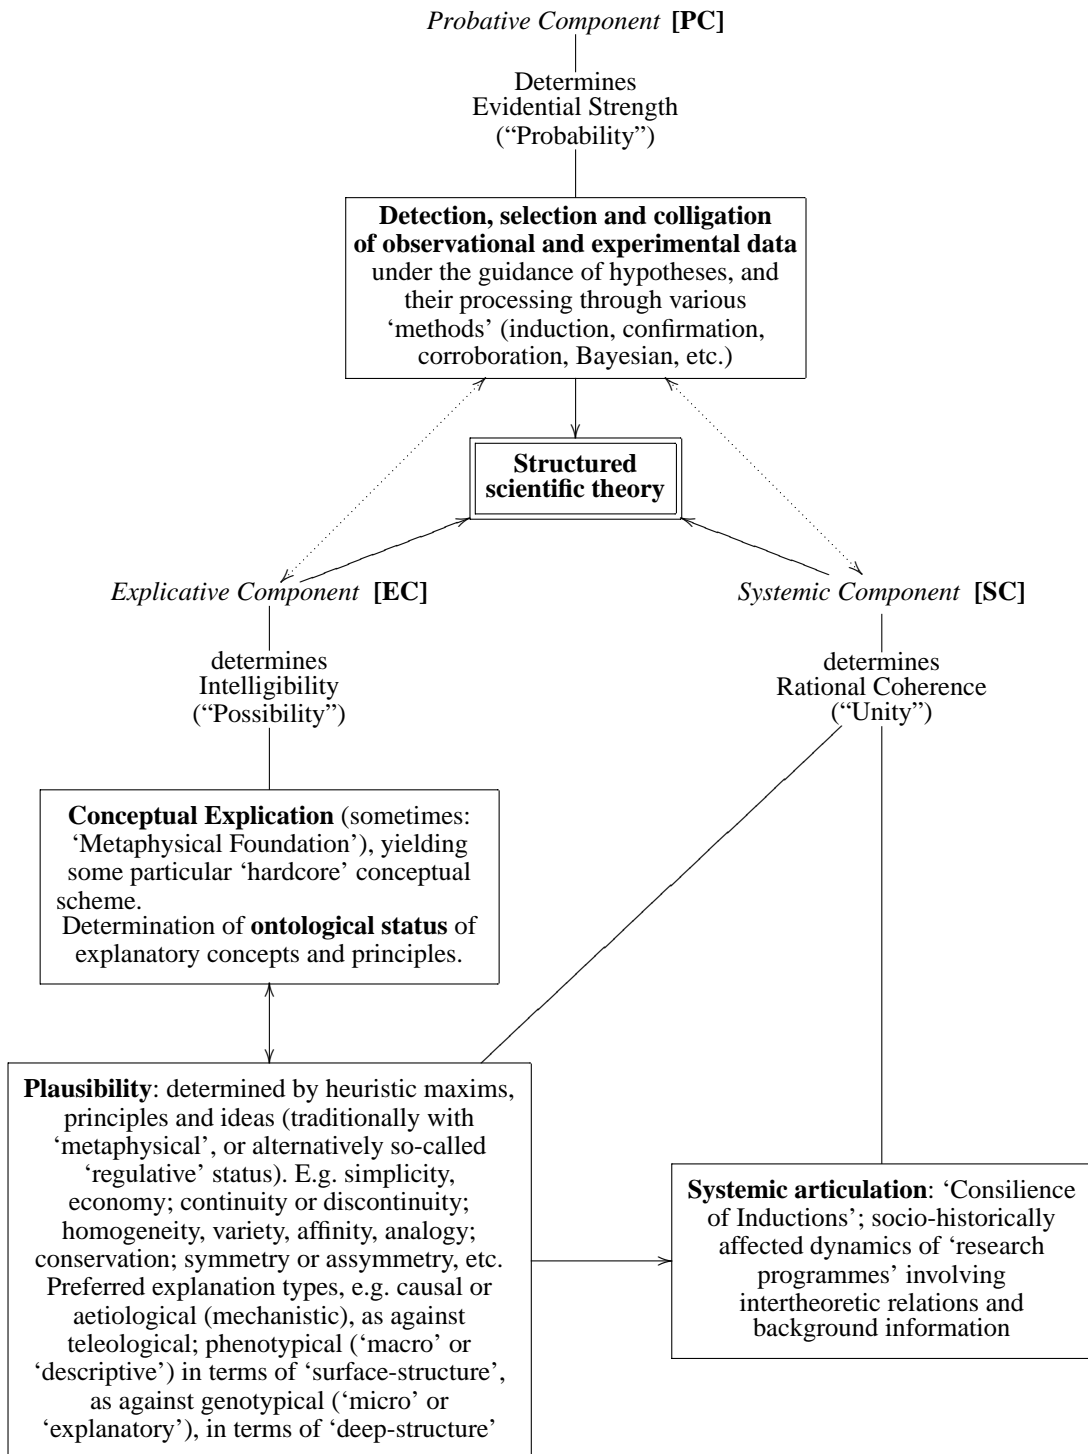 Probative Component [PC]
Determines
Evidential Strength
(“Probability”)
Detection, selection and colligation
of observational and experimental data
under the guidance of hypotheses, and
their processing through various
‘methods’ (induction, confirmation,
corroboration, Bayesian, etc.)
Structured
scientific theory
Explicative Component [EC]
determines
Intelligibility
(“Possibility”)
Conceptual Explication (sometimes:
‘Metaphysical Foundation’), yielding
some particular ‘hardcore’ conceptual
scheme.
Determination of ontological status of
explanatory concepts and principles.
Plausibility: determined by heuristic maxims,
principles and ideas (traditionally with
‘metaphysical’, or alternatively so-called
‘regulative’ status). E.g. simplicity,
economy; continuity or discontinuity;
homogeneity, variety, affinity, analogy;
conservation; symmetry or assymmetry, etc.
Preferred explanation types, e.g. causal or
aetiological (mechanistic), as against
teleological; phenotypical (‘macro’ or
‘descriptive’) in terms of ‘surface-structure’,
as against genotypical (‘micro’ or
‘explanatory’), in terms of ‘deep-structure’
Systemic Component [SC]
determines
Rational Coherence
(“Unity”)
Systemic articulation: ‘Consilience
of Inductions’; socio-historically
affected dynamics of ‘research
programmes’ involving
intertheoretic relations and
background information